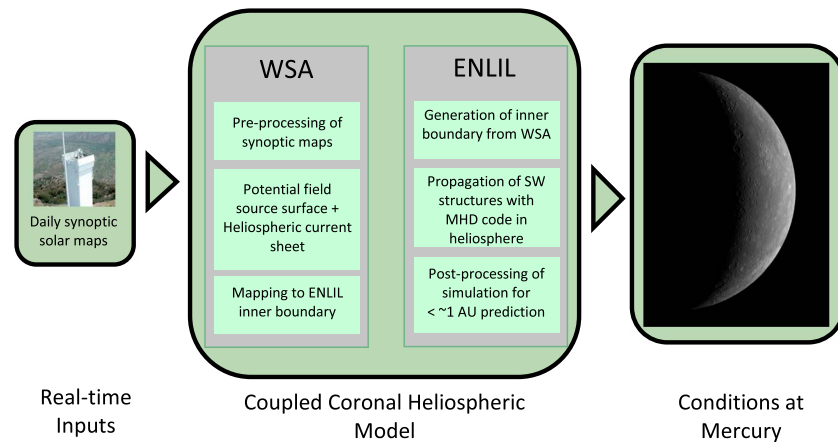 Daily synoptic
solar maps
WSA
Pre-processing of
synoptic maps
Potential field
source surface +
Heliospheric current
sheet
Mapping to ENLIL
inner boundary
ENLIL
Generation of inner
boundary from WSA
Propagation of SW
structures with
MHD code in
heliosphere
Post-processing of
simulation for
< ~1 AU prediction
Real-time
Inputs
Coupled Coronal Heliospheric
Model
Conditions at
Mercury